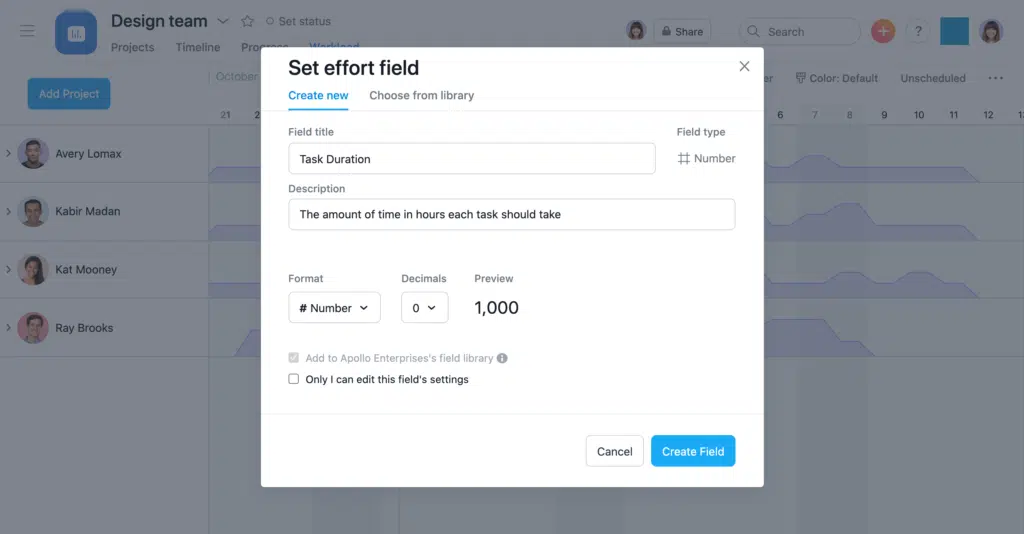 Design team
Set status
Share
Search
?
Projects
Timeline
Progress
Workload
October
Color: Default
Unscheduled
Add Project
21
6
7
8
9
10
11
12
Avery Lomax
Kabir Madan
Kat Mooney
Ray Brooks
Set effort field
Create new
Choose from library
Field title
Field type
Task Duration
Number
Description
The amount of time in hours each task should take
Format
Decimals
Preview
# Number
0
1,000
Add to Apollo Enterprises's field library
Only I can edit this field's settings
Cancel
Create Field